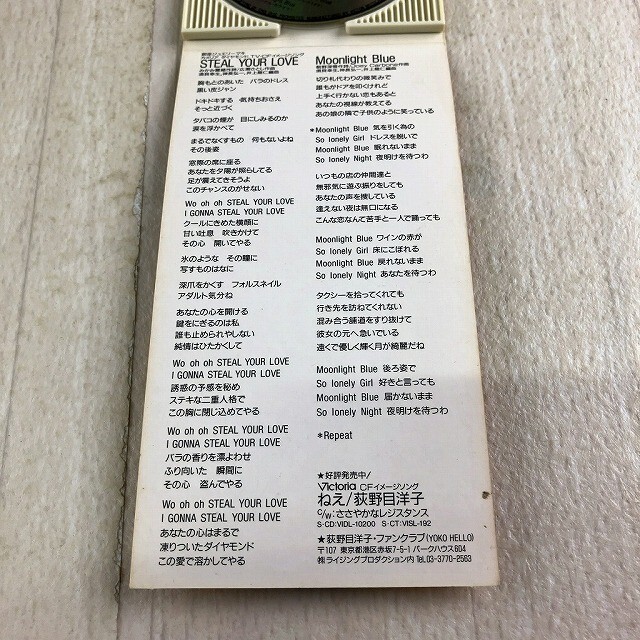 STEAL YOUR LOVE
胸もとのあいた バラのドレス
黒い皮ジャン
ドキドキする 気持ちおさえ
そっと近づく
タバコの煙が 目にしみるのか
涙を浮かべて
まるでなくすもの 何もないよね
その後姿
窓際の席に座る
あなたを夕陽が照らしてる
足が震えてきそうよ
このチャンスのがせない
Wo oh oh STEAL YOUR LOVE
I GONNA STEAL YOUR LOVE
クールにきめた横顔に
甘い吐息 吹きかけて
その心 開いてやる
氷のような その瞳に
写すものはなに
深爪をかくす フォルスネイル
アダルト気分ね
あなたの心を開ける
鍵をにぎるのは私
誰も止められやしない
純情はひたかくして
Wo oh oh STEAL YOUR LOVE
I GONNA STEAL YOUR LOVE
誘惑の予感を秘め
ステキな二重人格で
この胸に閉じ込めてやる
Wo oh oh STEAL YOUR LOVE
I GONNA STEAL YOUR LOVE
バラの香りを漂よわせ
ふり向いた 瞬間に
その心 盗んでやる
Wo oh oh STEAL YOUR LOVE
I GONNA STEAL YOUR LOVE
あなたの心はまるで
凍りついたダイヤモンド
この愛で溶かしてやる
Moonlight Blue
切り札代わりの微笑みで
誰もがドアを叩くけれど
上手く行かない恋もあると
あなたの視線が教えてる
あの娘の隣で子供のように笑っている
*Moonlight Blue 気を引く為の
So lonely Girl ドレスを脱いで
Moonlight Blue 眠れないまま
So lonely Night 夜明けを待つわ
いつもの店の仲間達と
無邪気に遊ぶ振りをしても
あなたの声を捜している
逢えない夜は無口になる
こんな恋なんて苦手と一人で踊っても
Moonlight Blue ワインの赤が
So lonely Girl 床にこぼれる
Moonlight Blue 戻れないまま
So lonely Night あなたを待つわ
タクシーを拾ってくれても
行き先を訪ねてくれない
混み合う舗道をすり抜けて
彼女の元へ急いでいる
遠くで優しく輝く月が綺麗だね
Moonlight Blue 後ろ姿で
So lonely Girl 好きと言っても
Moonlight Blue 届かないまま
So lonely Night 夜明けを待つわ
*Repeat
★好評発売中/
Victoria CFイメージソング
ねえ/荻野目洋子
c/w:ささやかなレジスタンス
S・CD:VIDL-10200 S・CT:VISL-192
★荻野目洋子・ファンクラブ(YOKO HELLO)
〒107 東京都港区赤坂7-5-1 パークハウス604
㈱ライジングプロダクション内 Tel.03-3770-2563